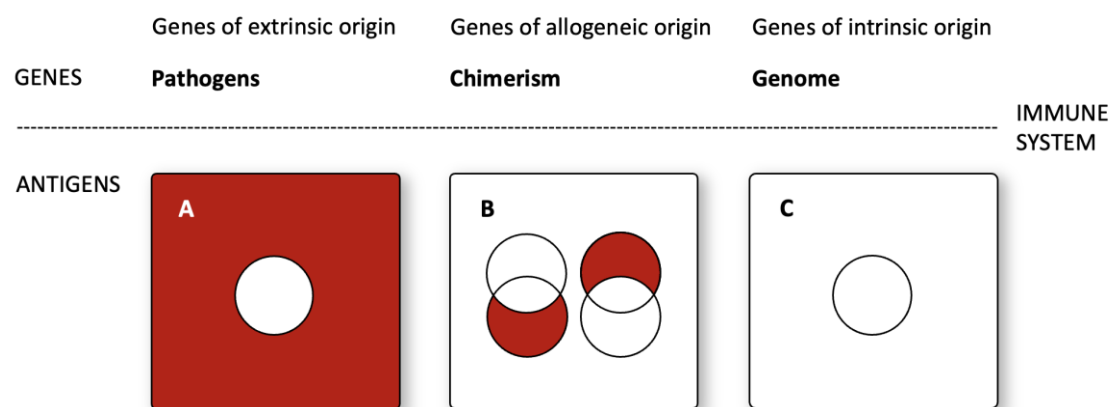 Genes of extrinsic origin Genes of allogeneic origin Genes of intrinsic origin
GENES Pathogens Chimerism Genome
IMMUNE
SYSTEM
ANTIGENS
A B C